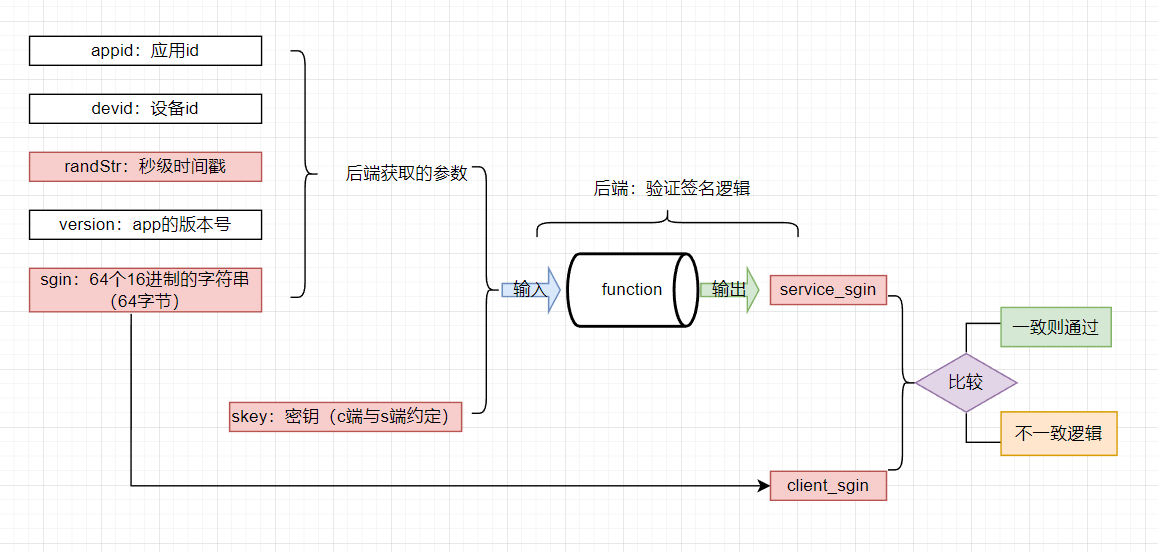 appid：应用id
devid：设备id
randStr：秒级时间戳
version：app的版本号
sgin：64个16进制的字符串
（64字节）
后端获取的参数
skey：密钥（c端与s端约定）
后端：验证签名逻辑
输入
function
输出
service_sgin
client_sgin
比较
一致则通过
不一致逻辑